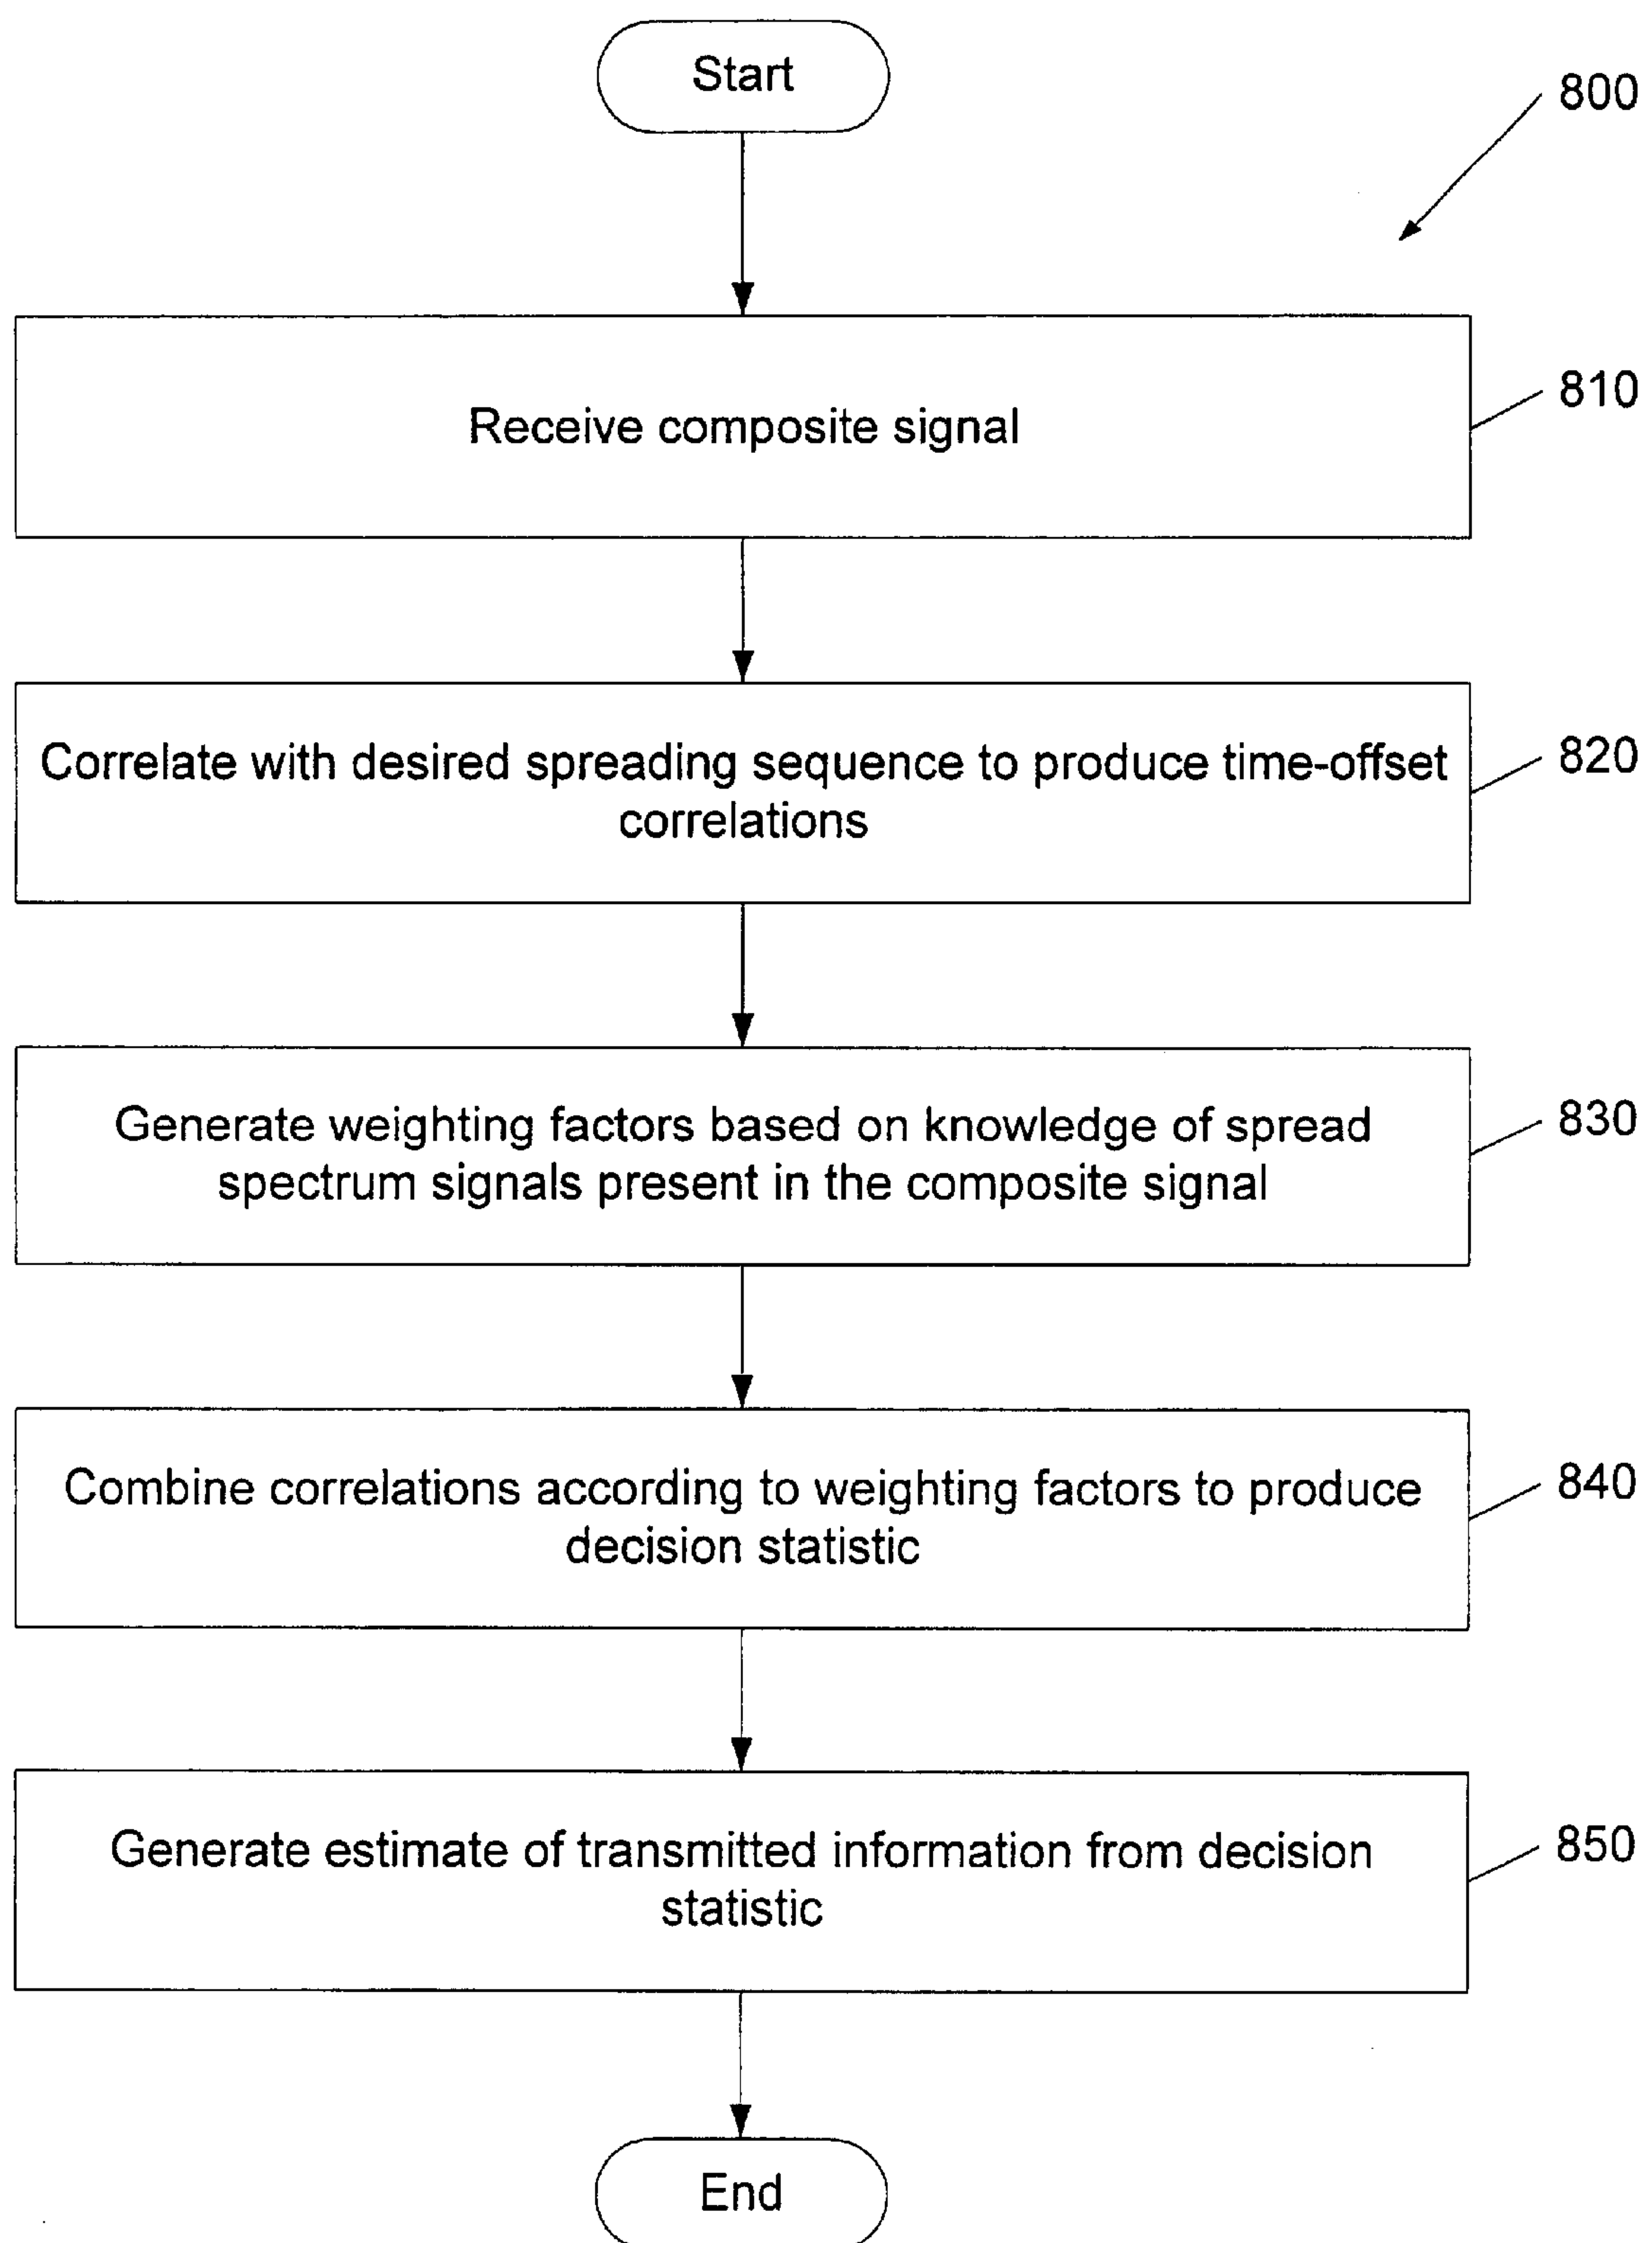 Start
800
Receive composite signal
810
Correlate with desired spreading sequence to produce time-offset
correlations
820
Generate weighting factors based on knowledge of spread
spectrum signals present in the composite signal
830
Combine correlations according to weighting factors to produce
decision statistic
840
Generate estimate of transmitted information from decision
statistic
850
End